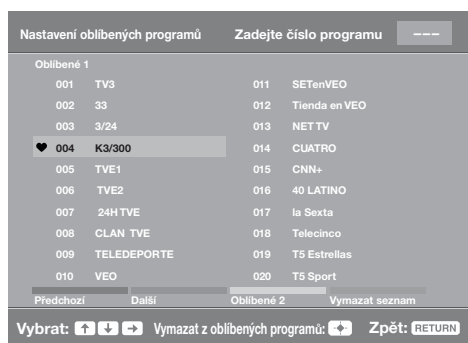 Nastavení oblíbených programů Zadejte číslo programu ---
Oblíbené 1
001 TV3 011 SETenVEO
002 33 012 Tienda en VEO
003 3/24 013 NET TV
004 K3/300 014 CUATRO
005 TVE1 015 CNN+
006 TVE2 016 40 LATINO
007 24H TVE 017 la Sexta
008 CLAN TVE 018 Telecinco
009 TELEDEPORTE 019 T5 Estrellas
010 VEO 020 T5 Sport
Předchozí Další Oblíbené 2 Vymazat seznam
Vybrat: Vymazat z oblíbených programů: Zpět: RETURN